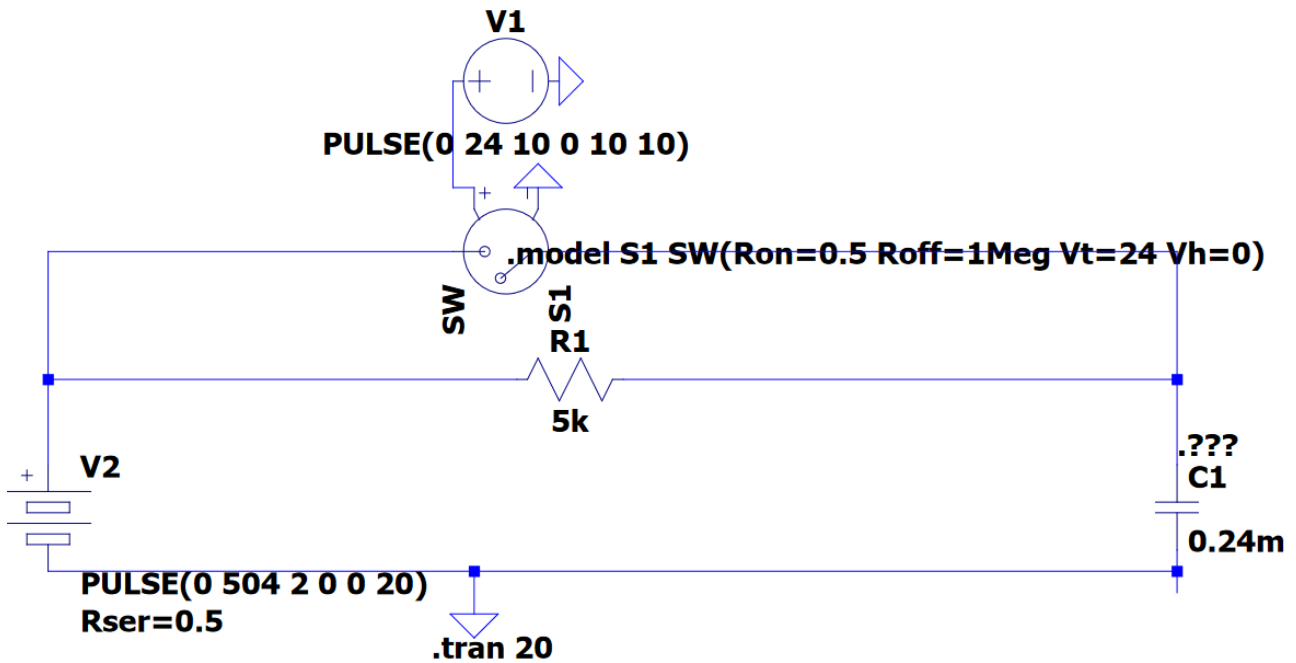 V1
PULSE(0 24 10 0 10 10)
.model S1 SW(Ron=0.5 Roff=1Meg Vt=24 Vh=0)
SW
S1
R1
5k
V2
.???
C1
0.24m
PULSE(0 504 2 0 0 20)
Rser=0.5
.tran 20